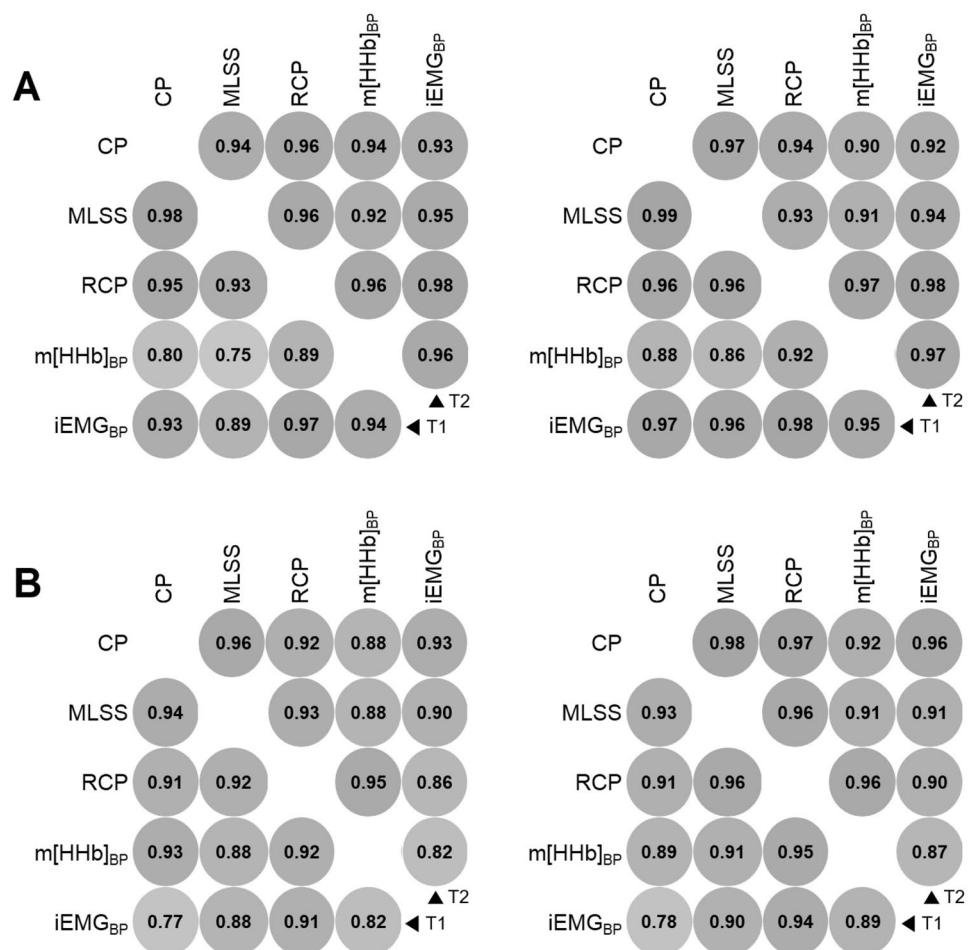 A
CP MLSS RCP m[HHb]BP iEMGBP
CP 0.94 0.96 0.94 0.93
MLSS 0.98 0.96 0.92 0.95
RCP 0.95 0.93 0.96 0.98
m[HHb]BP 0.80 0.75 0.89 0.96
▲ T2
iEMGBP 0.93 0.89 0.97 0.94 ◀ T1
CP MLSS RCP m[HHb]BP iEMGBP
CP 0.97 0.94 0.90 0.92
MLSS 0.99 0.93 0.91 0.94
RCP 0.96 0.96 0.97 0.98
m[HHb]BP 0.88 0.86 0.92 0.97
▲ T2
iEMGBP 0.97 0.96 0.98 0.95 ◀ T1
B
CP MLSS RCP m[HHb]BP iEMGBP
CP 0.96 0.92 0.88 0.93
MLSS 0.94 0.93 0.88 0.90
RCP 0.91 0.92 0.95 0.86
m[HHb]BP 0.93 0.88 0.92 0.82
▲ T2
iEMGBP 0.77 0.88 0.91 0.82 ◀ T1
CP MLSS RCP m[HHb]BP iEMGBP
CP 0.98 0.97 0.92 0.96
MLSS 0.93 0.96 0.91 0.91
RCP 0.91 0.96 0.96 0.90
m[HHb]BP 0.89 0.91 0.95 0.87
▲ T2
iEMGBP 0.78 0.90 0.94 0.89 ◀ T1